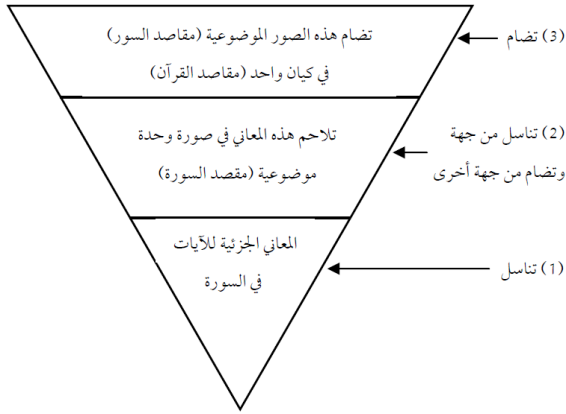 تضام هذه الصور الموضوعية (مقاصد السور)
في كيان واحد (مقاصد القرآن)
(3) تضام
تلاحم هذه المعاني في صورة وحدة
موضوعية (مقصد السورة)
(2) تناسل من جهة
وتضام من جهة أخرى
المعاني الجزئية للآيات
في السورة
(1) تناسل